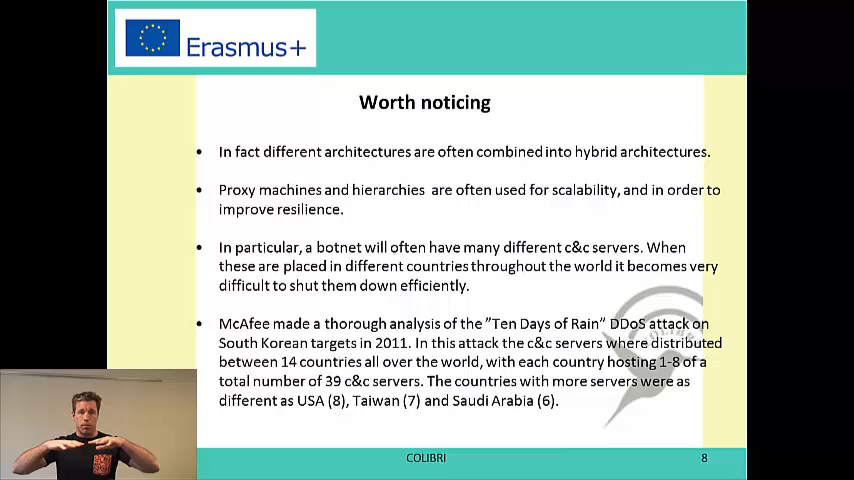 Erasmus+
Worth noticing
• In fact different architectures are often combined into hybrid architectures.
• Proxy machines and hierarchies are often used for scalability, and in order to
improve resilience.
• In particular, a botnet will often have many different c&c servers. When
these are placed in different countries throughout the world it becomes very
difficult to shut them down efficiently.
• McAfee made a thorough analysis of the ”Ten Days of Rain” DDoS attack on
South Korean targets in 2011. In this attack the c&c servers where distributed
between 14 countries all over the world, with each country hosting 1-8 of a
total number of 39 c&c servers. The countries with more servers were as
different as USA (8), Taiwan (7) and Saudi Arabia (6).
COLIBRI
COLIBRI 8